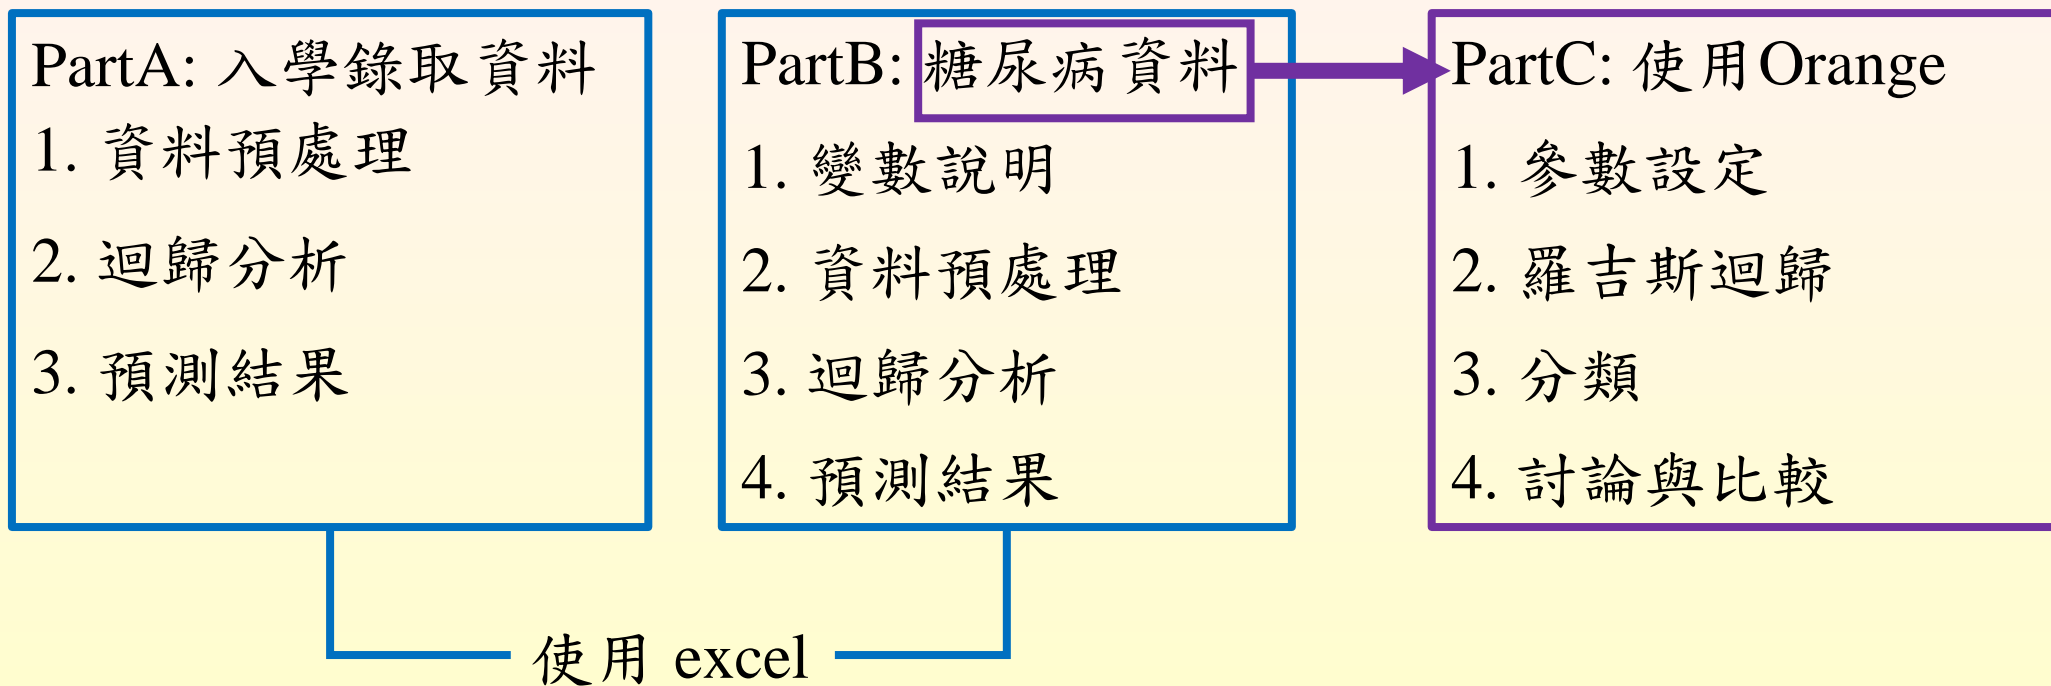 PartA: 入學錄取資料
1. 資料預處理
2. 迴歸分析
3. 預測結果
PartB: 糖尿病資料
1. 變數說明
2. 資料預處理
3. 迴歸分析
4. 預測結果
PartC: 使用Orange
1. 參數設定
2. 羅吉斯迴歸
3. 分類
4. 討論與比較
使用 excel